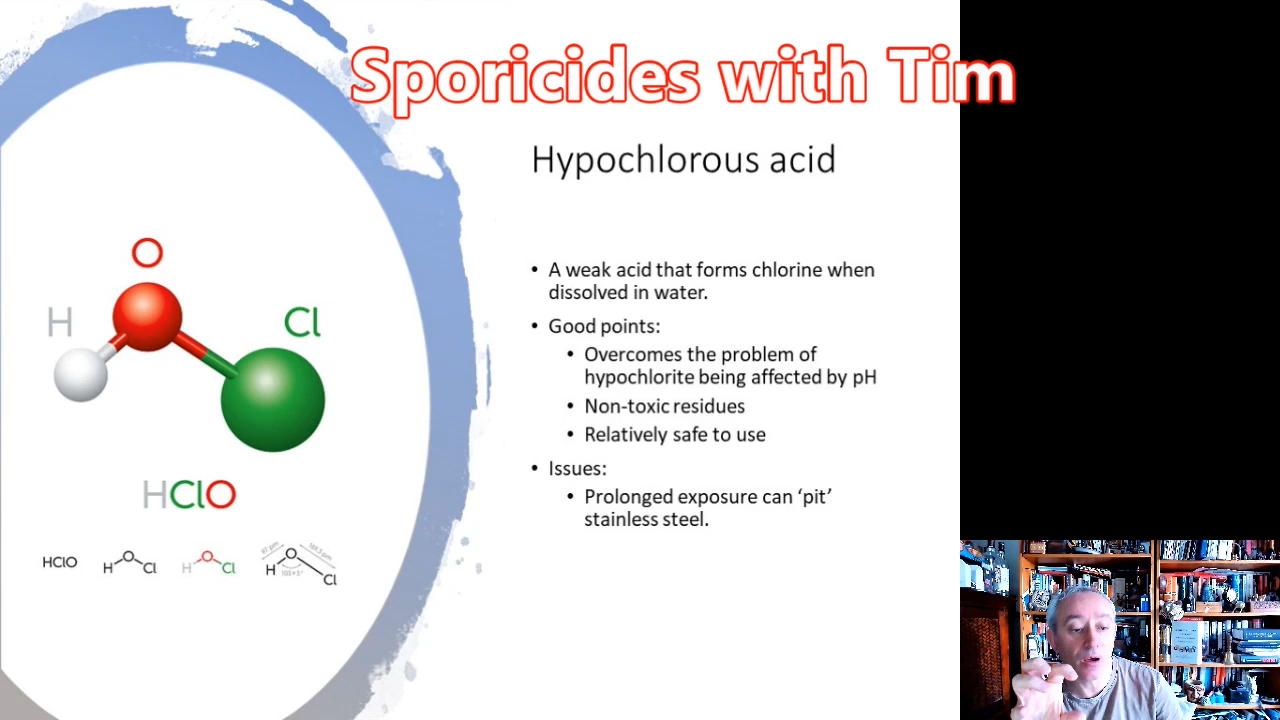 Sporicides with Tim
Hypochlorous acid
• A weak acid that forms chlorine when
dissolved in water.
• Good points:
• Overcomes the problem of
hypochlorite being affected by pH
• Non-toxic residues
• Relatively safe to use
• Issues:
• Prolonged exposure can ‘pit’
stainless steel.
O
H
Cl
HClO
HClO
H O Cl
H O Cl
97 pm
H O Cl